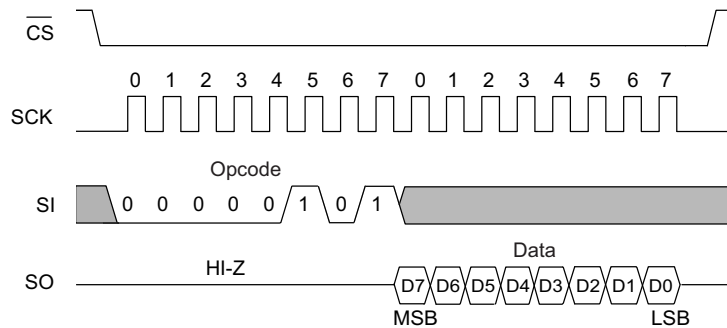 CS
0 1 2 3 4 5 6 7 0 1 2 3 4 5 6 7
SCK
Opcode
SI 0 0 0 0 0 1 0 1
HI-Z Data
SO D7 D6 D5 D4 D3 D2 D1 D0
MSB LSB